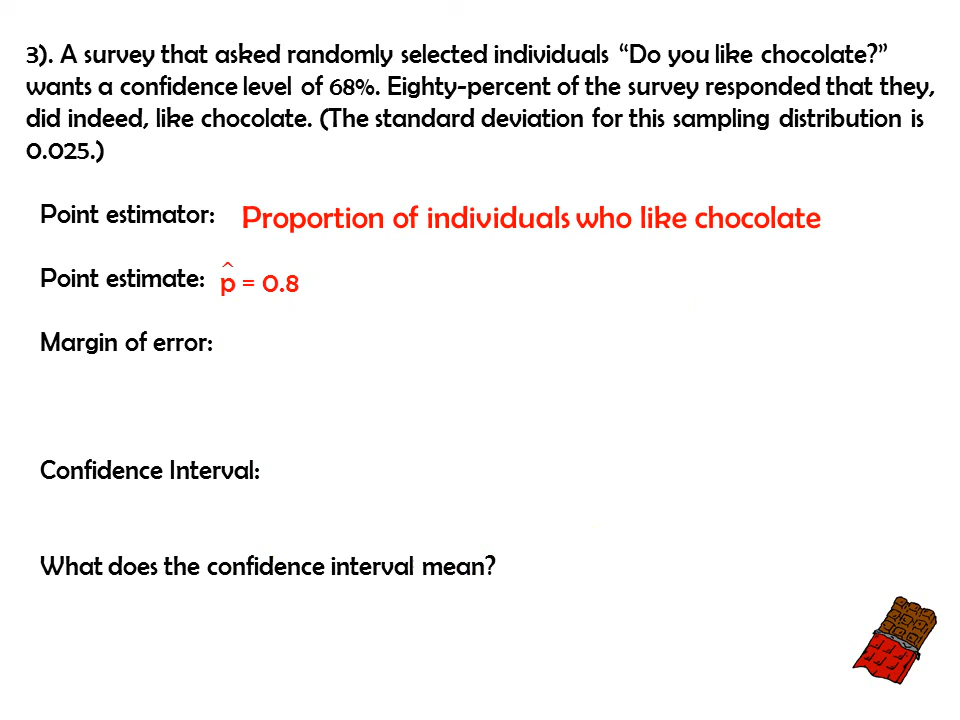 3). A survey that asked randomly selected individuals “Do you like chocolate?”
wants a confidence level of 68%. Eighty-percent of the survey responded that they,
did indeed, like chocolate. (The standard deviation for this sampling distribution is
0.025.)
Point estimator: Proportion of individuals who like chocolate
Point estimate: p̂ = 0.8
Margin of error:
Confidence Interval:
What does the confidence interval mean?